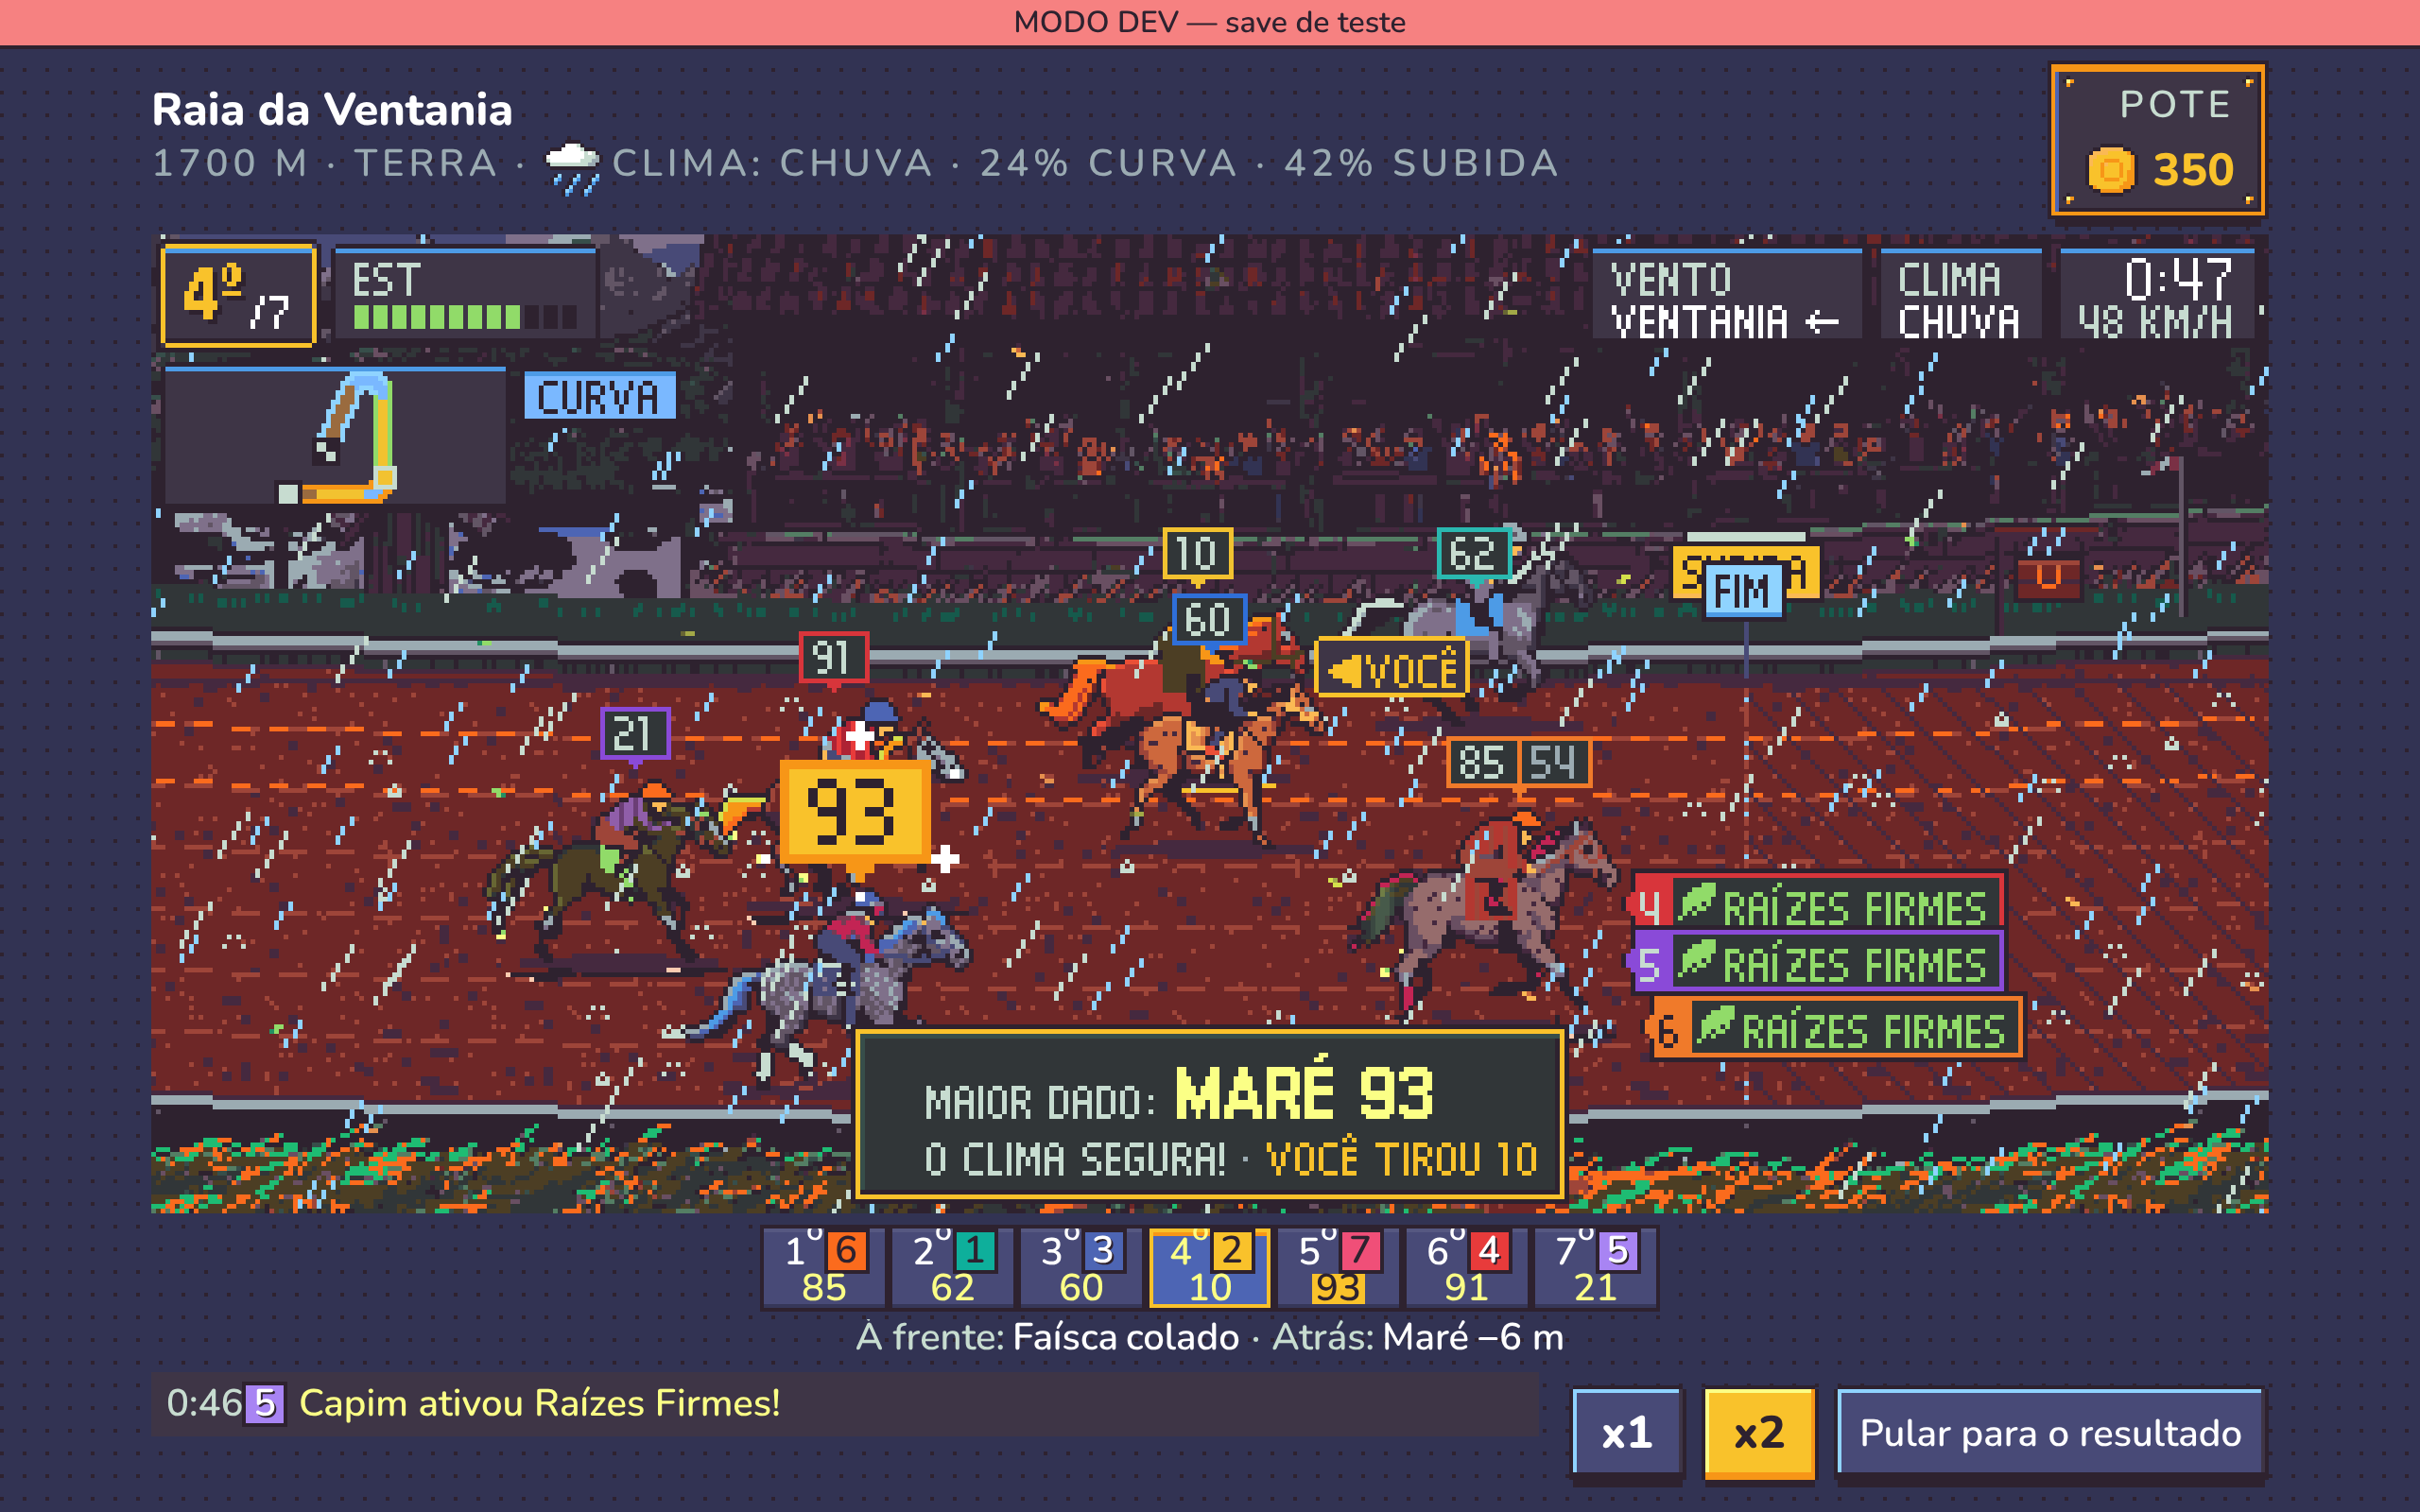 MODO DEV — save de teste
Raia da Ventania
1700 M · TERRA · CLIMA: CHUVA · 24% CURVA · 42% SUBIDA
POTE
350
4º /7
EST
VENTO
VENTANIA ←
CLIMA
CHUVA
0:47
48 KM/H
CURVA
10
62
FIM
60
91
◄VOCÊ
21
85 54
93
4 RAÍZES FIRMES
5 RAÍZES FIRMES
6 RAÍZES FIRMES
MAIOR DADO: MARÉ 93
O CLIMA SEGURA! · VOCÊ TIROU 10
1º 6 2º 1 3º 3 4º 2 5º 7 6º 4 7º 5
85 62 60 10 93 91 21
À frente: Faísca colado · Atrás: Maré −6 m
0:46 5 Capim ativou Raízes Firmes!
x1
x2
Pular para o resultado